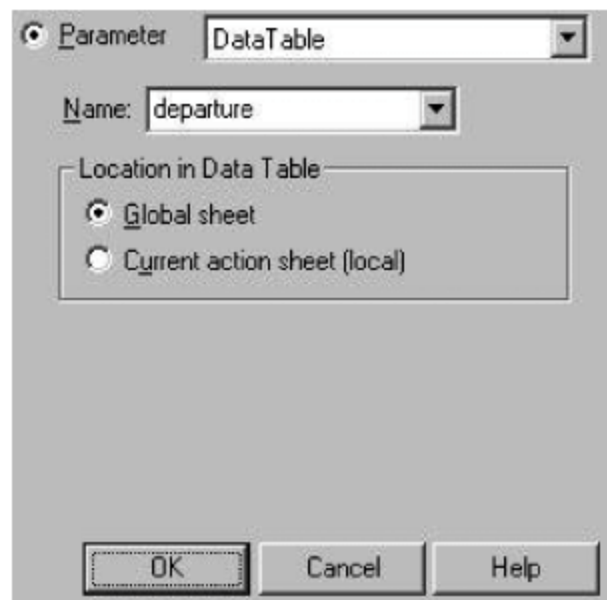 Parameter DataTable
Name: departure
Location in Data Table
Global sheet
Current action sheet (local)
OK Cancel Help